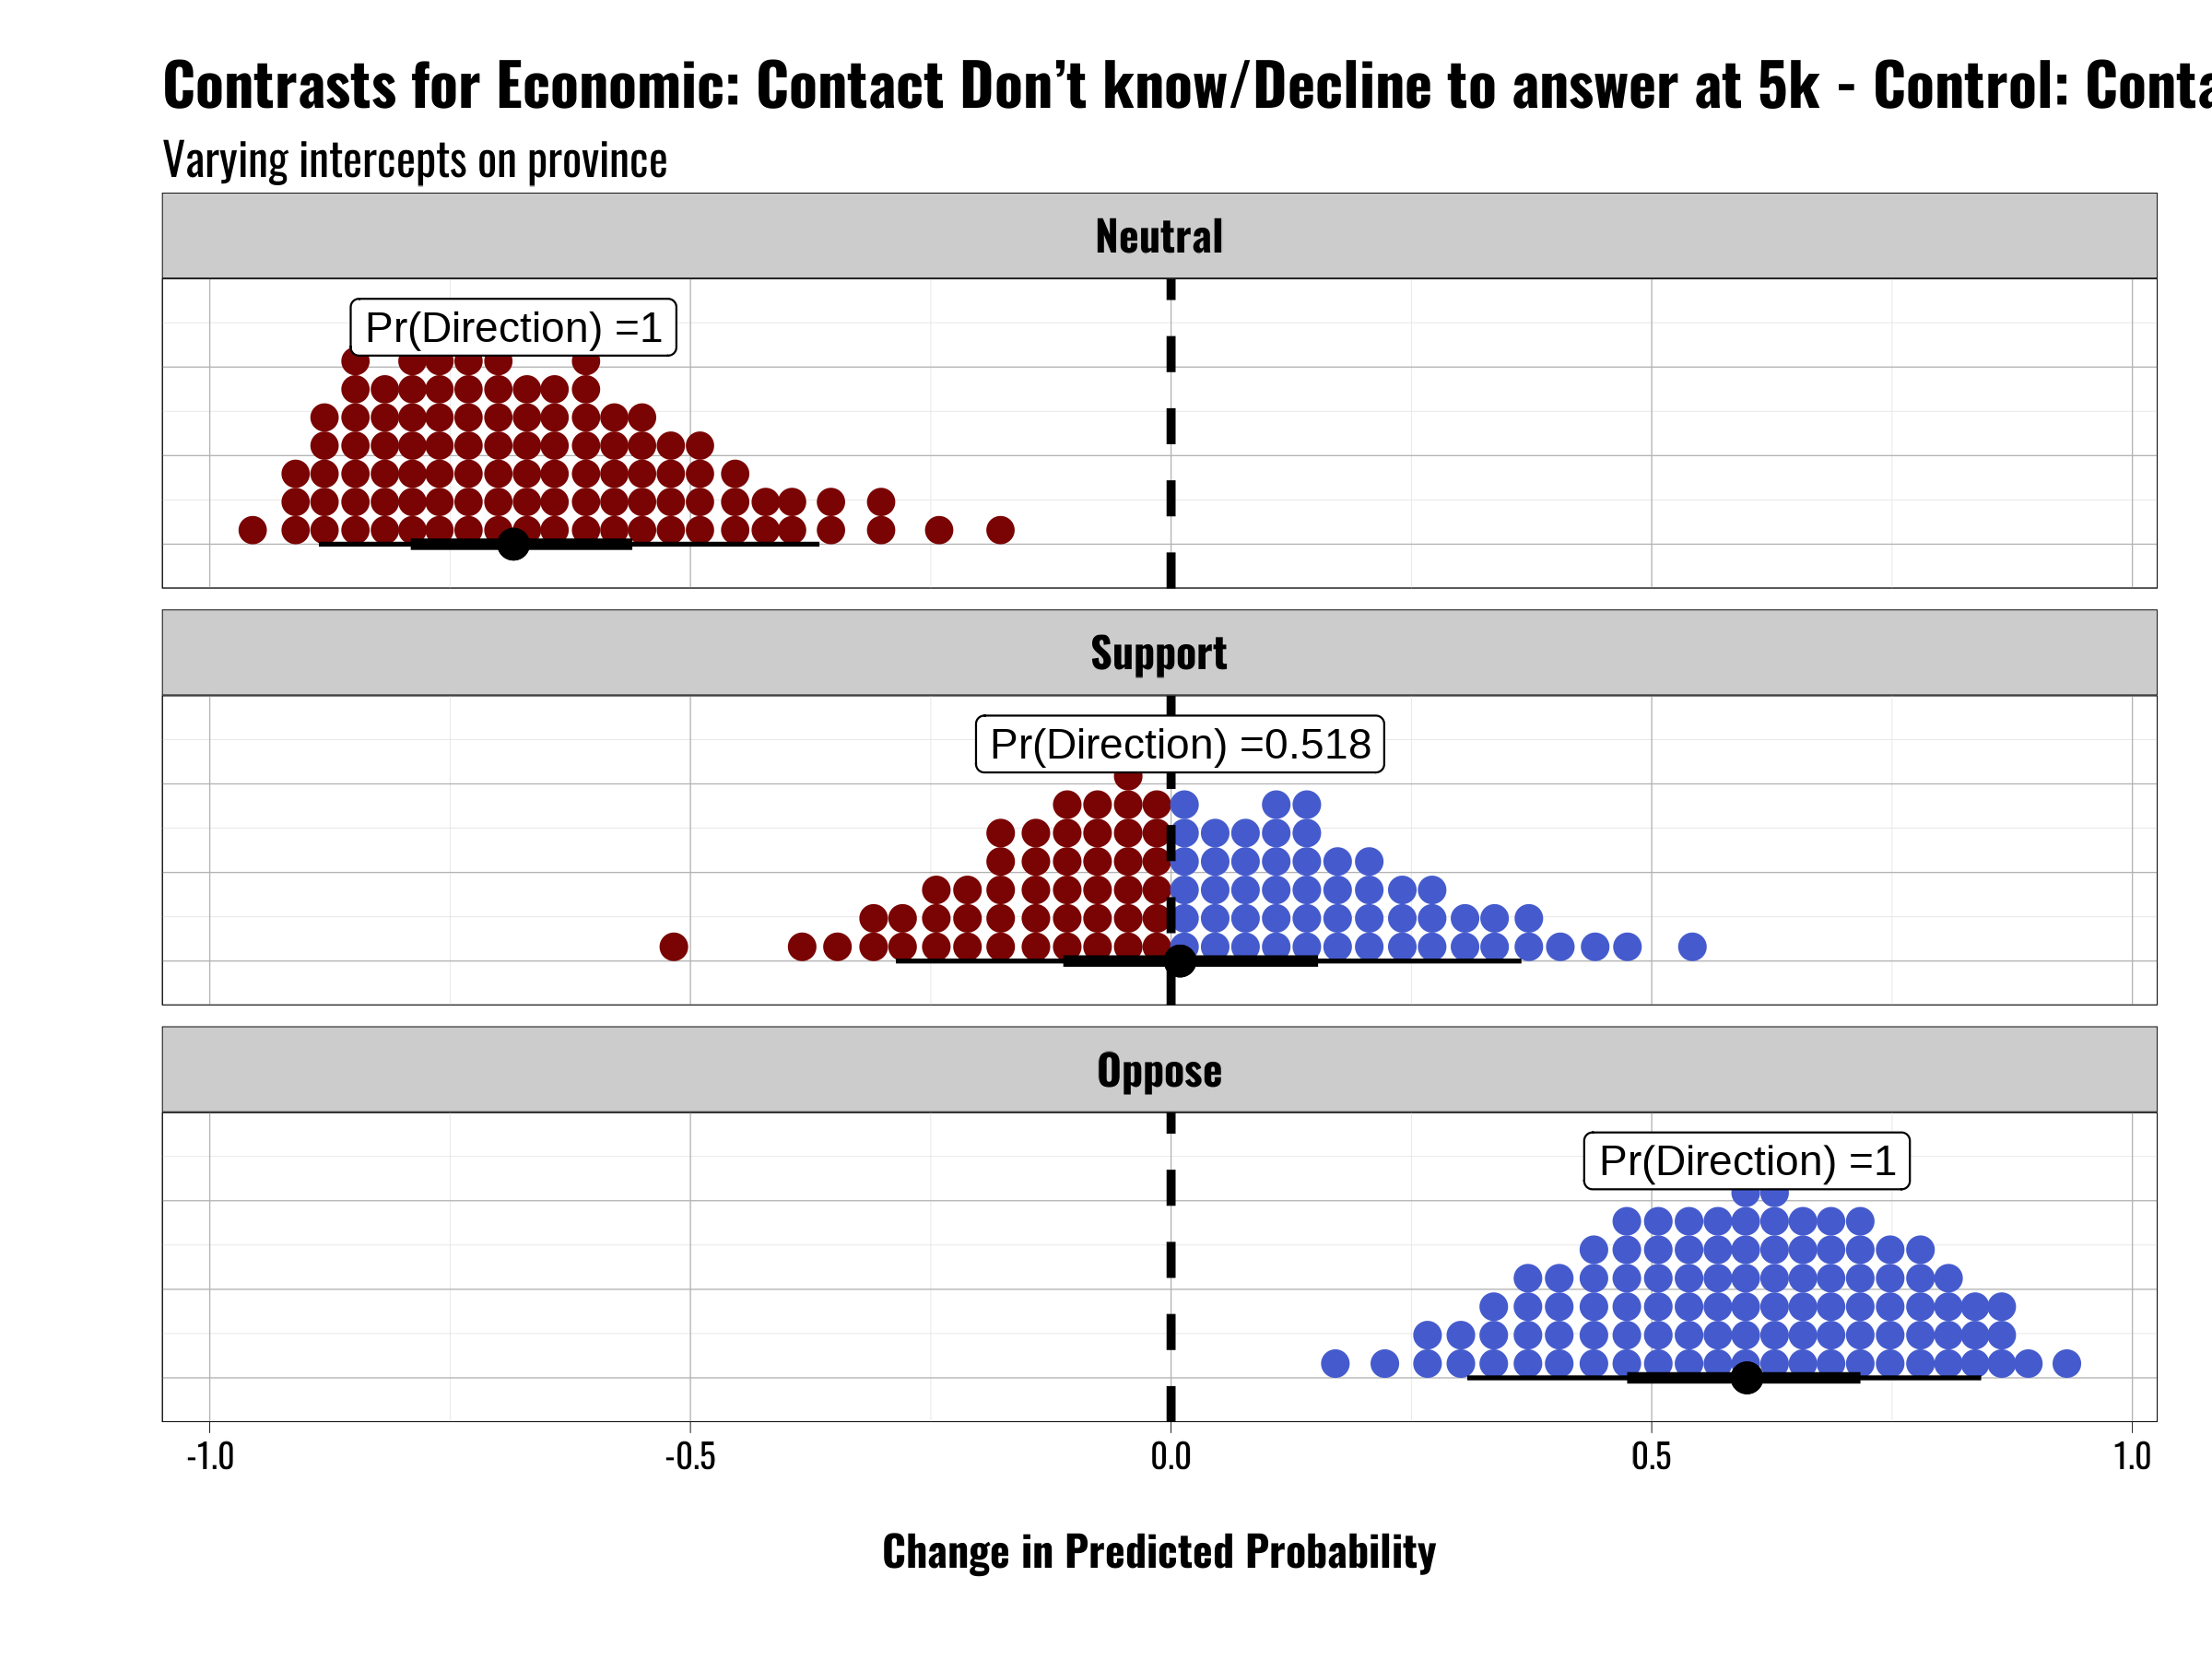 Contrasts for Economic: Contact Don’t know/Decline to answer at 5k - Control:
Varying intercepts on province
Neutral
Pr(Direction) =1
Support
Pr(Direction) =0.518
Oppose
Pr(Direction) =1
-1.0 -0.5 0.0 0.5 1.0
Change in Predicted Probability